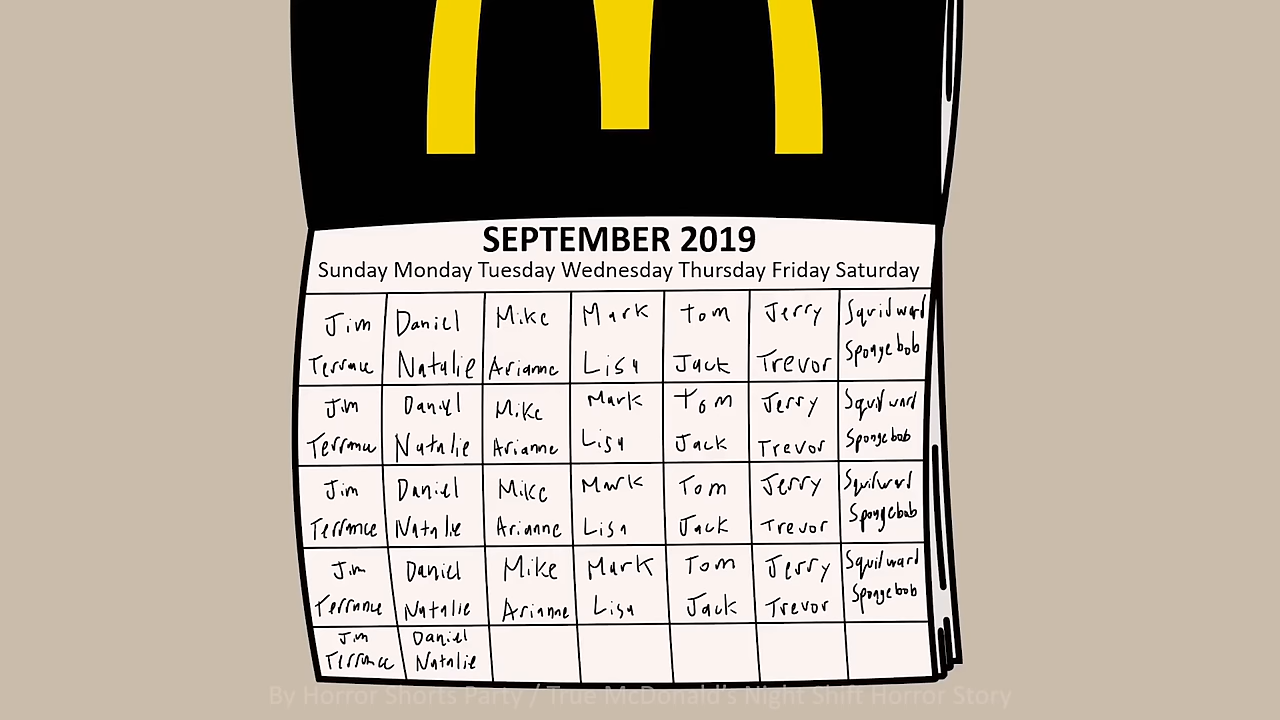 SEPTEMBER 2019
Sunday Monday Tuesday Wednesday Thursday Friday Saturday
Jim Daniel Mike Mark Tom Jerry Squidward
Terrance Natalie Arianne Lisa Jack Trevor Spongebob
Jim Daniel Mike Mark Tom Jerry Squidward
Terrance Natalie Arianne Lisa Jack Trevor Spongebob
Jim Daniel Mike Mark Tom Jerry Squidward
Terrance Natalie Arianne Lisa Jack Trevor Spongebob
Jim Daniel Mike Mark Tom Jerry Squidward
Terrance Natalie Arianne Lisa Jack Trevor Spongebob
Jim Daniel
Terrance Natalie
By Horror Shorts Party / True McDonald's Night Shift Horror Story